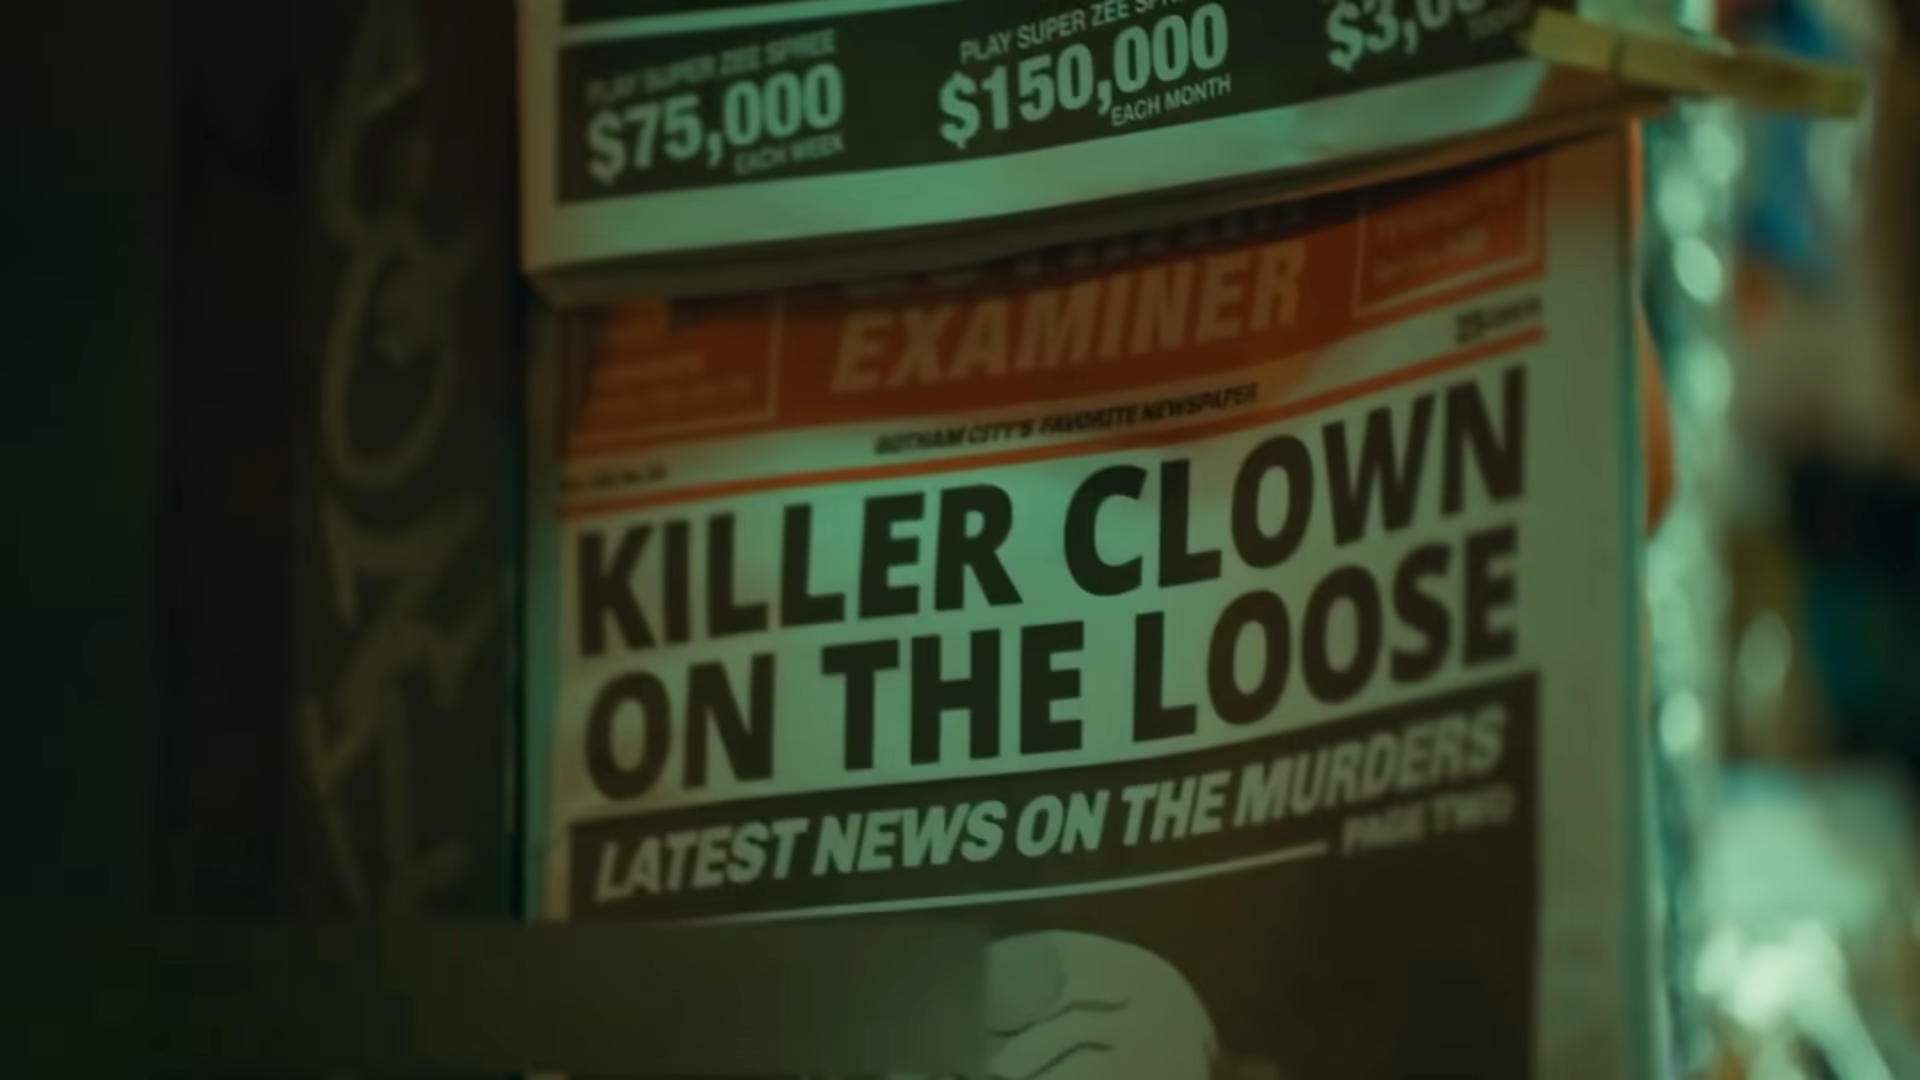 PLAY SUPER ZEE SPREE
$75,000
EACH WEEK
PLAY SUPER ZEE
$150,000
EACH MONTH
EXAMINER
GOTHAM CITY'S FAVORITE NEWSPAPER
KILLER CLOWN
ON THE LOOSE
LATEST NEWS ON THE MURDERS
PAGE TWO